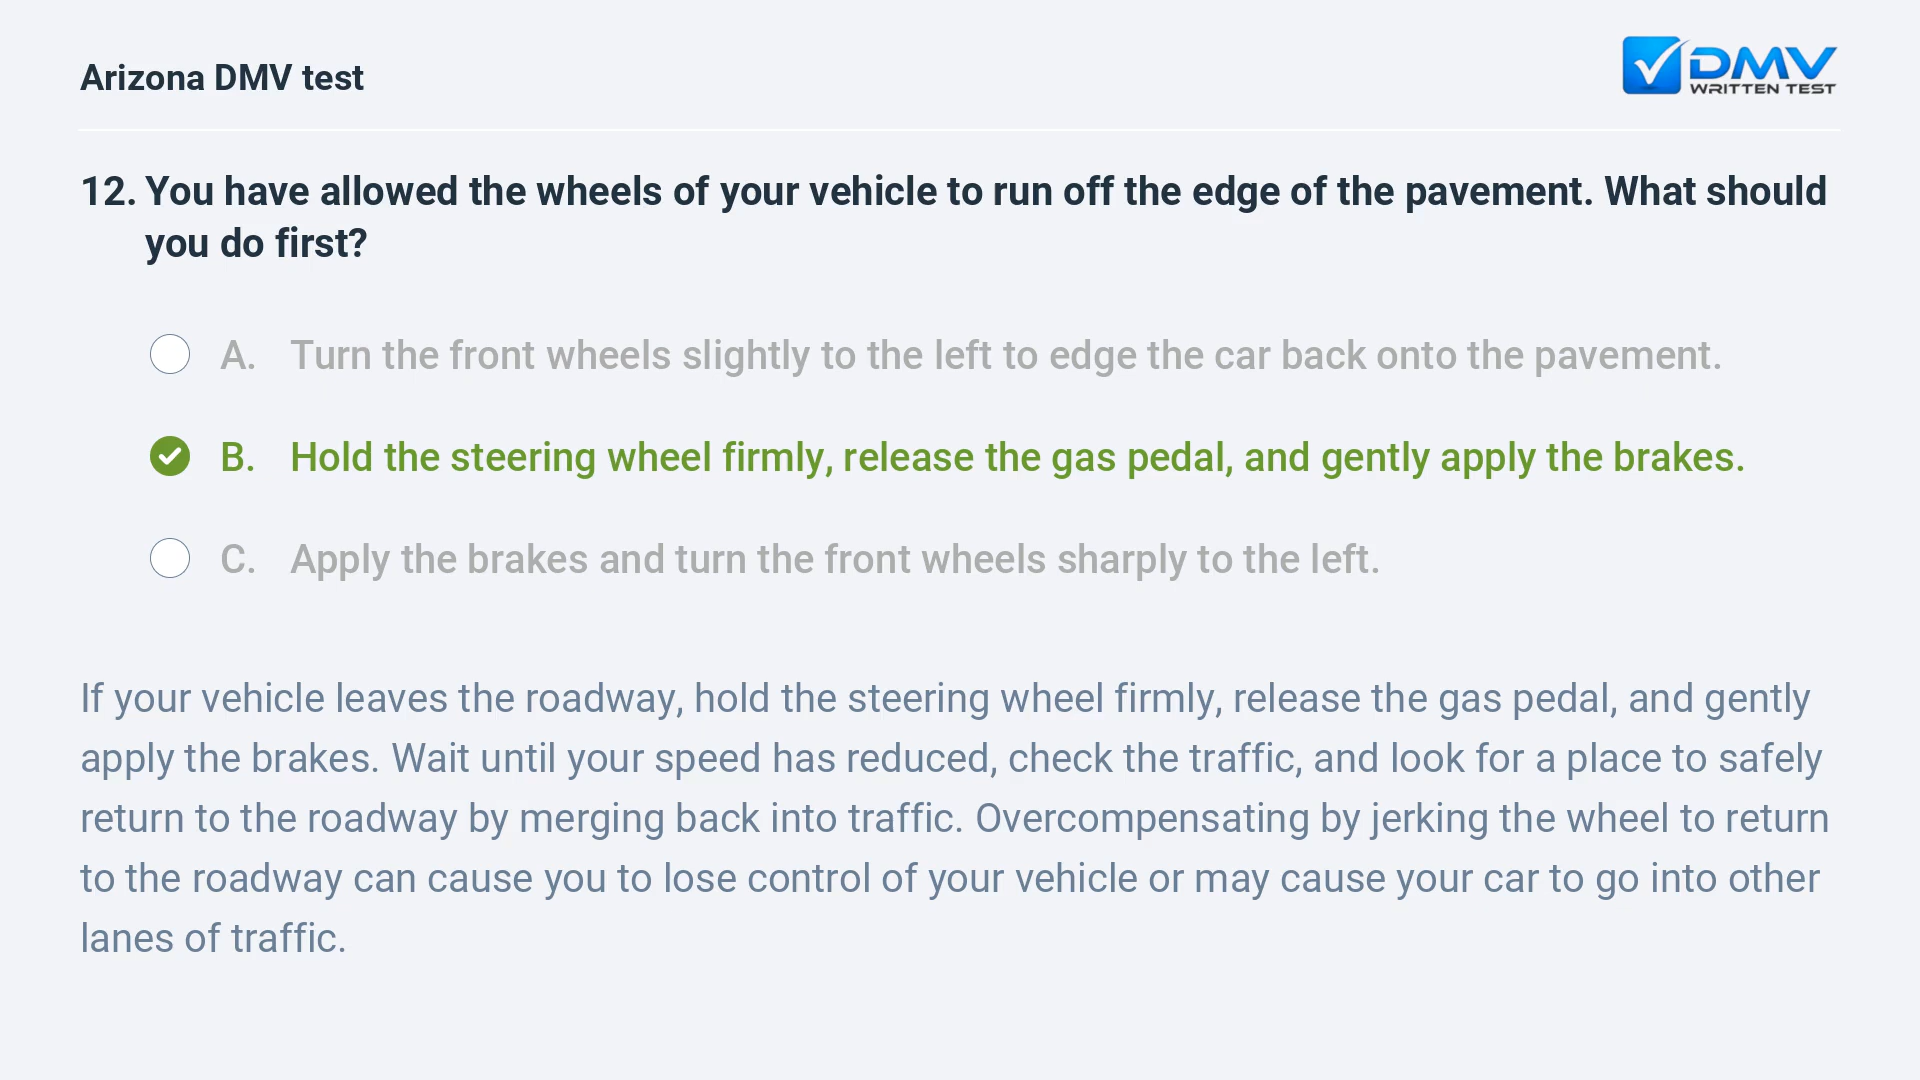 Arizona DMV test
DMV
WRITTEN TEST
12. You have allowed the wheels of your vehicle to run off the edge of the pavement. What should
you do first?
A. Turn the front wheels slightly to the left to edge the car back onto the pavement.
B. Hold the steering wheel firmly, release the gas pedal, and gently apply the brakes.
C. Apply the brakes and turn the front wheels sharply to the left.
If your vehicle leaves the roadway, hold the steering wheel firmly, release the gas pedal, and gently
apply the brakes. Wait until your speed has reduced, check the traffic, and look for a place to safely
return to the roadway by merging back into traffic. Overcompensating by jerking the wheel to return
to the roadway can cause you to lose control of your vehicle or may cause your car to go into other
lanes of traffic.